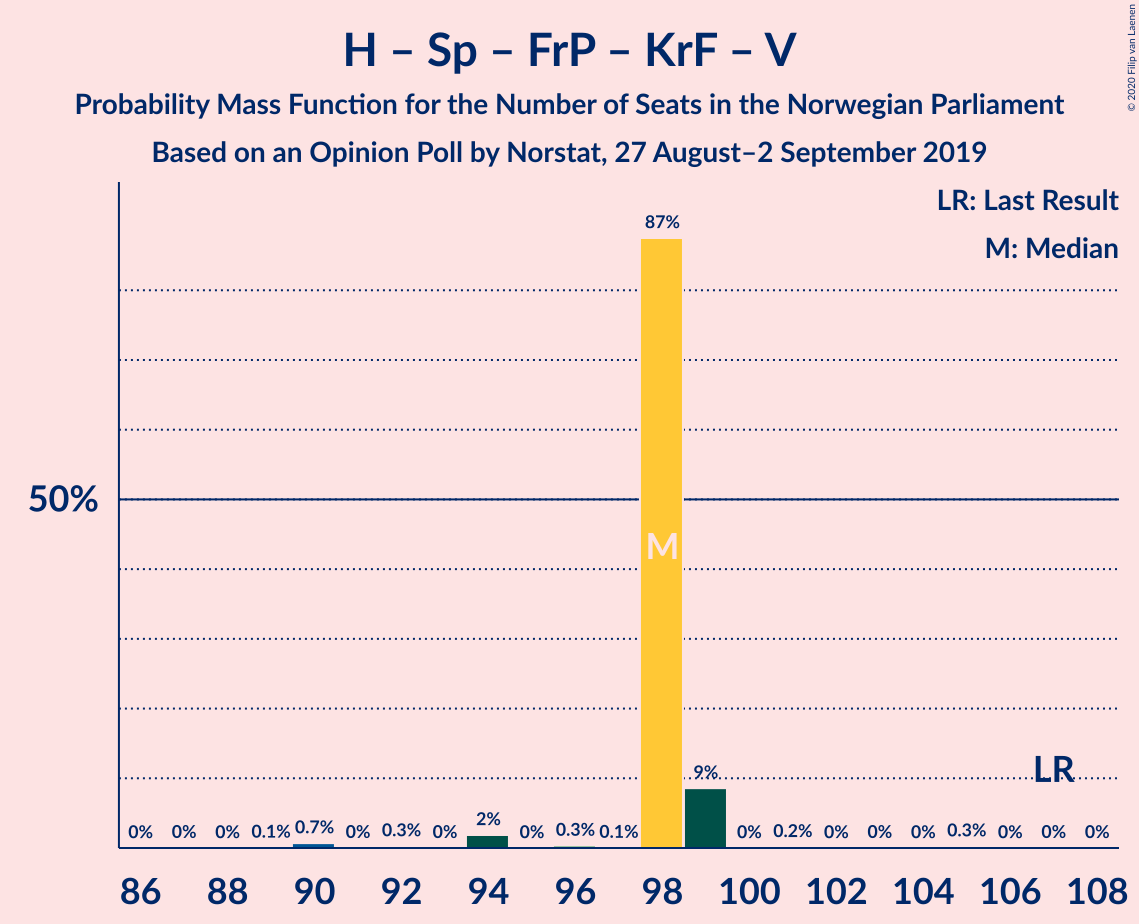 H – Sp – FrP – KrF – V
Probability Mass Function for the Number of Seats in the Norwegian Parliament
Based on an Opinion Poll by Norstat, 27 August–2 September 2019
© 2020 Filip van Laenen
LR: Last Result
M: Median
87%
50%
M
LR
9%
0% 0% 0% 0.1% 0.7% 0% 0.3% 0% 2% 0% 0.3% 0.1% 0% 0.2% 0% 0% 0% 0.3% 0% 0% 0%
86 88 90 92 94 96 98 100 102 104 106 108